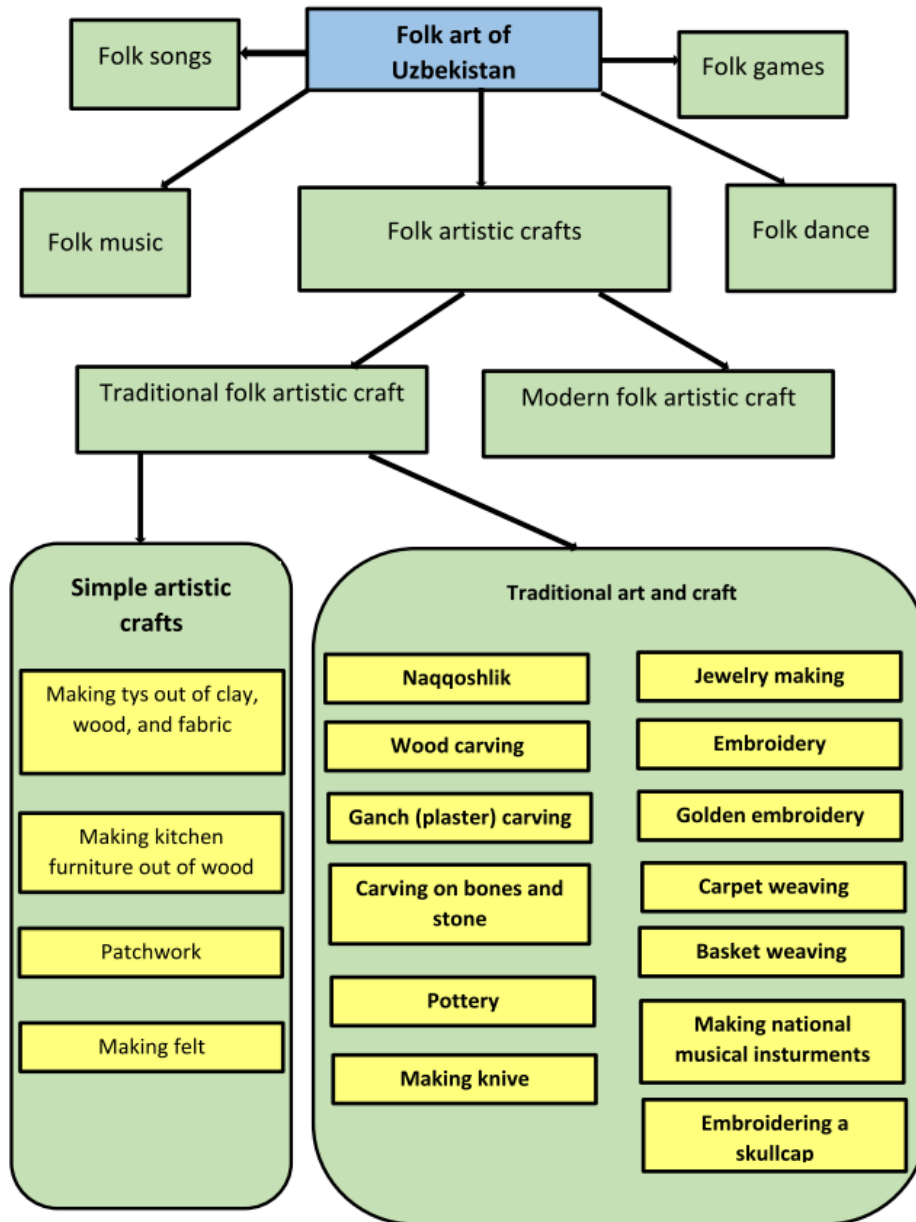 Folk art of
Uzbekistan
Folk songs
Folk games
Folk music
Folk artistic crafts
Folk dance
Traditional folk artistic craft
Modern folk artistic craft
Simple artistic
crafts
Making tys out of clay,
wood, and fabric
Making kitchen
furniture out of wood
Patchwork
Making felt
Traditional art and craft
Naqqoshlik
Wood carving
Ganch (plaster) carving
Carving on bones and
stone
Pottery
Making knive
Jewelry making
Embroidery
Golden embroidery
Carpet weaving
Basket weaving
Making national
musical insturments
Embroidering a
skullcap